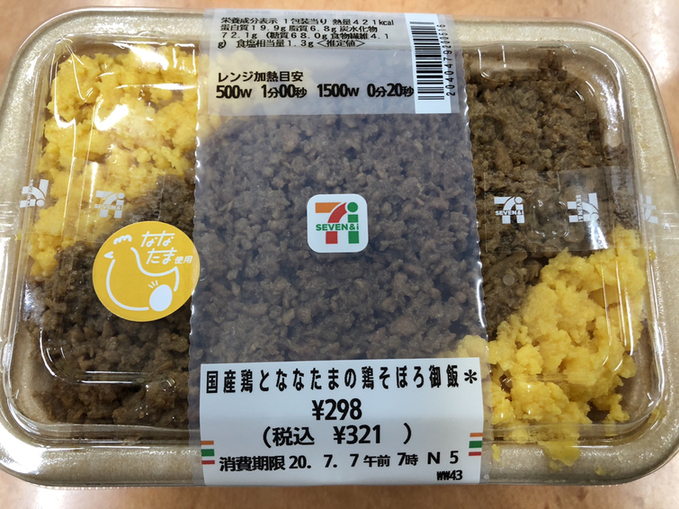 栄養成分表示 1包装当り 熱量421kcal
蛋白質19.9g 脂質6.8g 炭水化物
72.1g (糖質68.0g 食物繊維4.1
g) 食塩相当量1.3g<推定値>
レンジ加熱目安
500W 1分00秒 1500W 0分20秒
7i
SEVEN&i
ななたま使用
国産鶏とななたまの鶏そぼろ御飯*
¥298
(税込 ¥321 )
消費期限 20. 7. 7 午前 7時 N 5
WW43